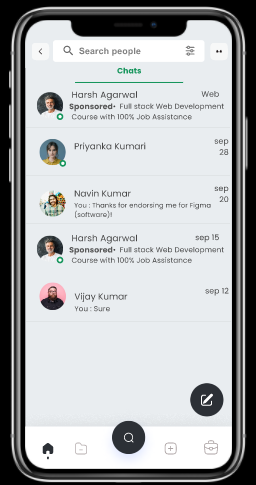 Search people
Chats
Harsh Agarwal
Web
Sponsored• Full stack Web Development
Course with 100% Job Assistance
Priyanka Kumari
sep
28
Navin Kumar
sep
20
You : Thanks for endorsing me for Figma
(software)!!
Harsh Agarwal
sep 15
Sponsored• Full stack Web Development
Course with 100% Job Assistance
Vijay Kumar
sep 12
You : Sure